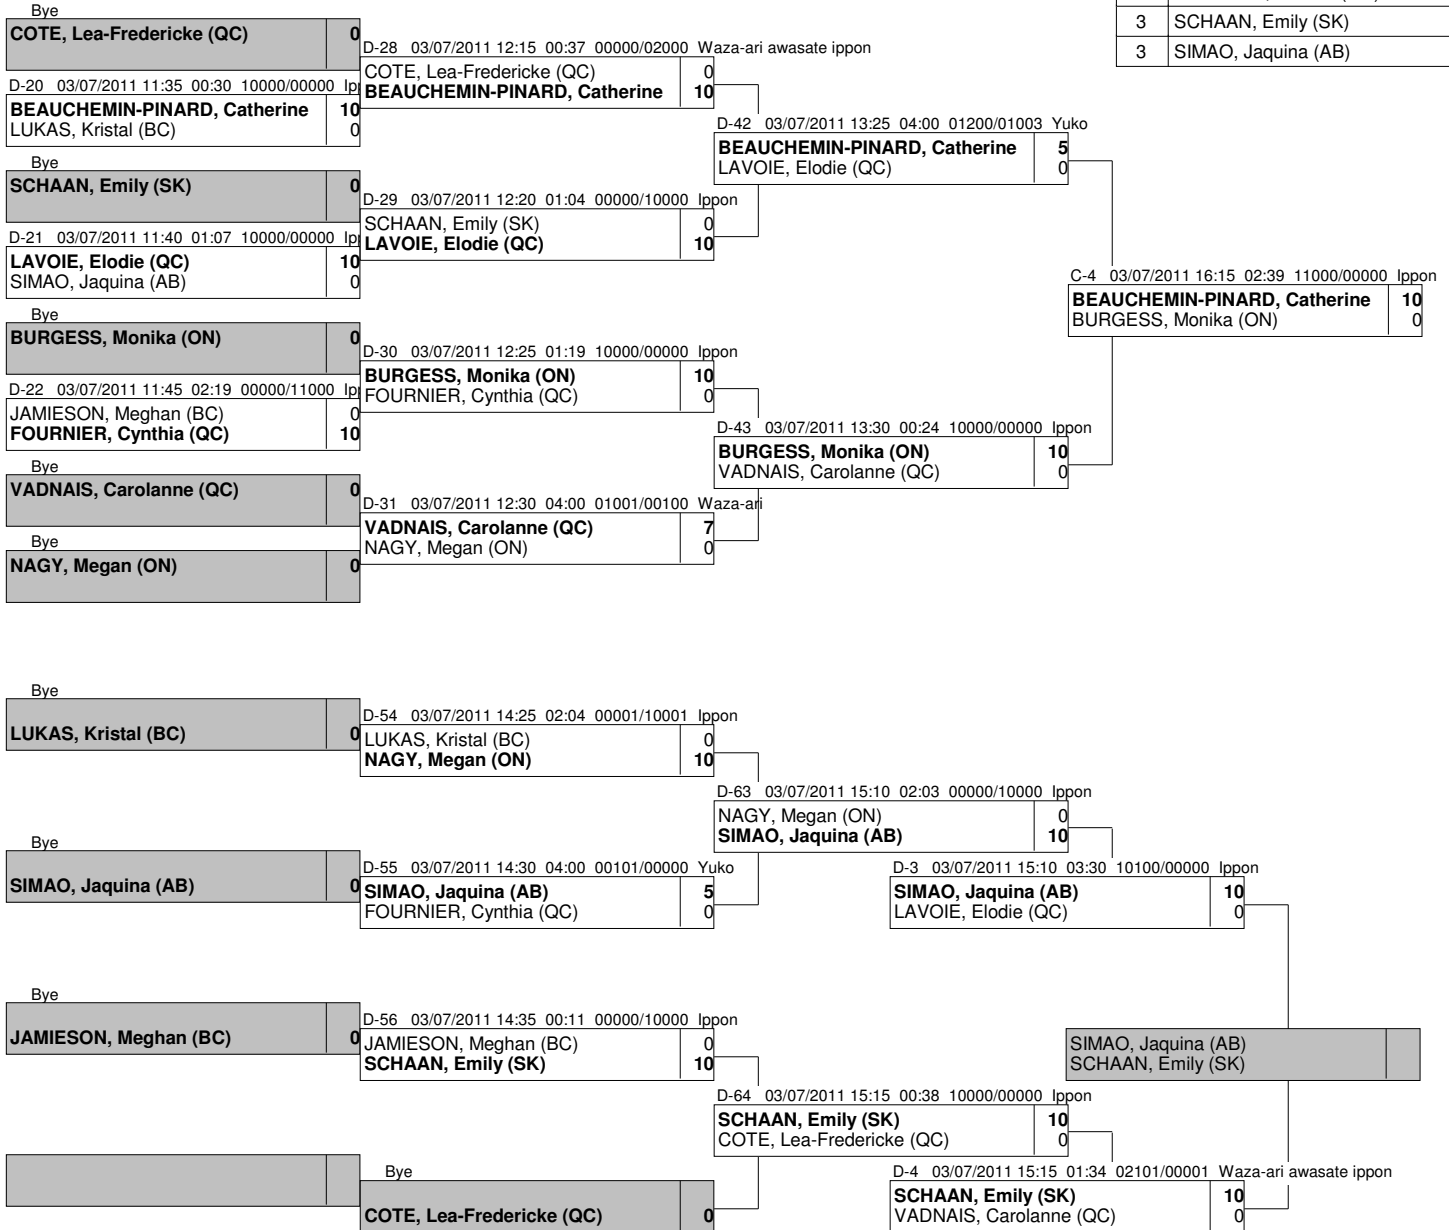 Bye
COTE, Lea-Fredericke (QC) 0
3 SCHAAN, Emily (SK)
3 SIMAO, Jaquina (AB)
D-28 03/07/2011 12:15 00:37 00000/02000 Waza-ari awasate ippon
COTE, Lea-Fredericke (QC) 0
BEAUCHEMIN-PINARD, Catherine 10
D-20 03/07/2011 11:35 00:30 10000/00000 Ip
BEAUCHEMIN-PINARD, Catherine 10
LUKAS, Kristal (BC) 0
D-42 03/07/2011 13:25 04:00 01200/01003 Yuko
BEAUCHEMIN-PINARD, Catherine 5
LAVOIE, Elodie (QC) 0
Bye
SCHAAN, Emily (SK) 0
D-29 03/07/2011 12:20 01:04 00000/10000 Ippon
SCHAAN, Emily (SK) 0
LAVOIE, Elodie (QC) 10
D-21 03/07/2011 11:40 01:07 10000/00000 Ip
LAVOIE, Elodie (QC) 10
SIMAO, Jaquina (AB) 0
C-4 03/07/2011 16:15 02:39 11000/00000 Ippon
BEAUCHEMIN-PINARD, Catherine 10
BURGESS, Monika (ON) 0
Bye
BURGESS, Monika (ON) 0
D-30 03/07/2011 12:25 01:19 10000/00000 Ippon
BURGESS, Monika (ON) 10
FOURNIER, Cynthia (QC) 0
D-22 03/07/2011 11:45 02:19 00000/11000 Ip
JAMIESON, Meghan (BC) 0
FOURNIER, Cynthia (QC) 10
D-43 03/07/2011 13:30 00:24 10000/00000 Ippon
BURGESS, Monika (ON) 10
VADNAIS, Carolanne (QC) 0
Bye
VADNAIS, Carolanne (QC) 0
D-31 03/07/2011 12:30 04:00 01001/00100 Waza-ari
VADNAIS, Carolanne (QC) 7
NAGY, Megan (ON) 0
Bye
NAGY, Megan (ON) 0
Bye
LUKAS, Kristal (BC) 0
D-54 03/07/2011 14:25 02:04 00001/10001 Ippon
LUKAS, Kristal (BC) 0
NAGY, Megan (ON) 10
D-63 03/07/2011 15:10 02:03 00000/10000 Ippon
NAGY, Megan (ON) 0
SIMAO, Jaquina (AB) 10
Bye
SIMAO, Jaquina (AB) 0
D-55 03/07/2011 14:30 04:00 00101/00000 Yuko
SIMAO, Jaquina (AB) 5
FOURNIER, Cynthia (QC) 0
D-3 03/07/2011 15:10 03:30 10100/00000 Ippon
SIMAO, Jaquina (AB) 10
LAVOIE, Elodie (QC) 0
Bye
JAMIESON, Meghan (BC) 0
D-56 03/07/2011 14:35 00:11 00000/10000 Ippon
JAMIESON, Meghan (BC) 0
SCHAAN, Emily (SK) 10
SIMAO, Jaquina (AB)
SCHAAN, Emily (SK)
D-64 03/07/2011 15:15 00:38 10000/00000 Ippon
SCHAAN, Emily (SK) 10
COTE, Lea-Fredericke (QC) 0
Bye
COTE, Lea-Fredericke (QC) 0
D-4 03/07/2011 15:15 01:34 02101/00001 Waza-ari awasate ippon
SCHAAN, Emily (SK) 10
VADNAIS, Carolanne (QC) 0